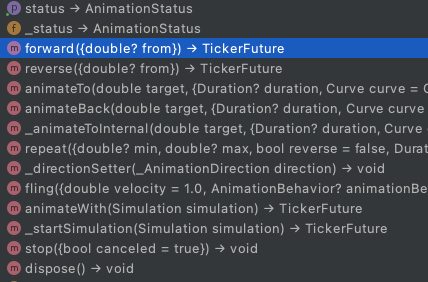 p status → AnimationStatus
f _status → AnimationStatus
m forward({double? from}) → TickerFuture
m reverse({double? from}) → TickerFuture
m animateTo(double target, {Duration? duration, Curve curve = C
m animateBack(double target, {Duration? duration, Curve curve
m _animateToInternal(double target, {Duration? duration, Curve
m repeat({double? min, double? max, bool reverse = false, Durat
m _directionSetter(_AnimationDirection direction) → void
m fling({double velocity = 1.0, AnimationBehavior? animationBe
m animateWith(Simulation simulation) → TickerFuture
m _startSimulation(Simulation simulation) → TickerFuture
m stop({bool canceled = true}) → void
m dispose() → void